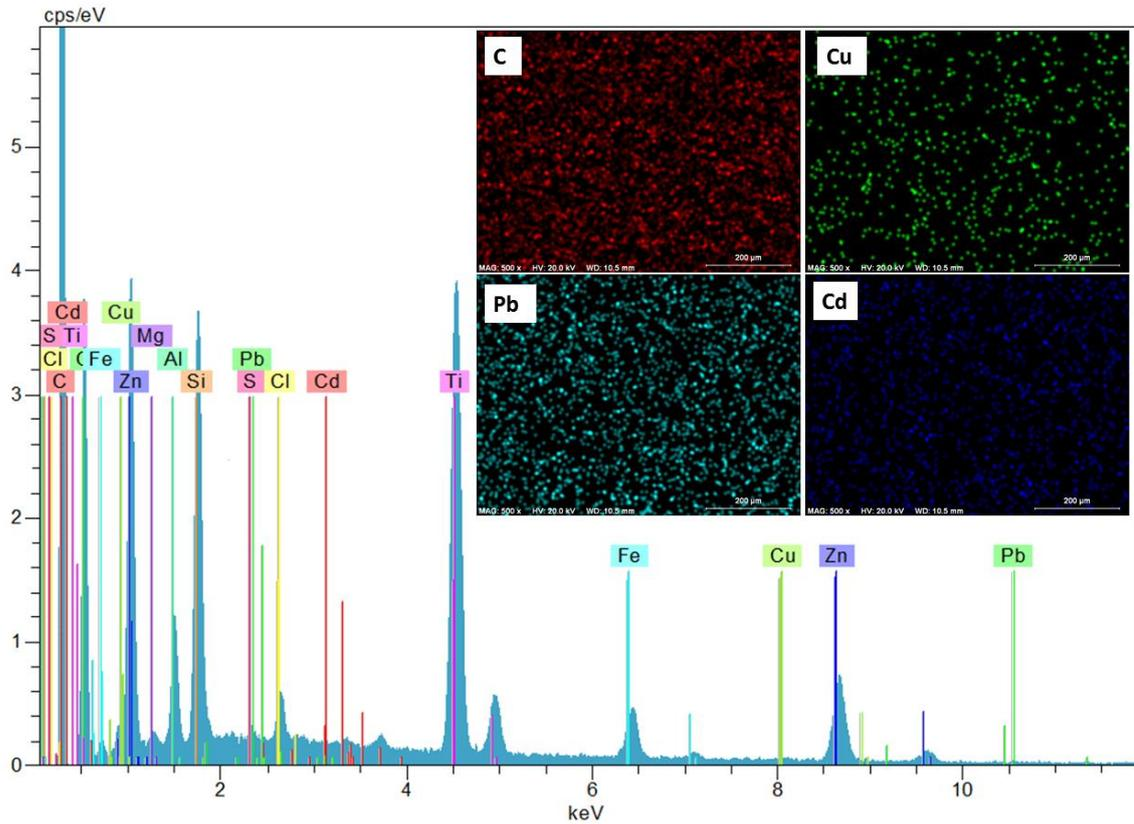 cps/eV
C
Cu
MAG: 500 x HV: 20.0 kV WD: 10.5 mm
200 µm
MAG: 500 x HV: 20.0 kV WD: 10.5 mm
200 µm
Pb
Cd
MAG: 500 x HV: 20.0 kV WD: 10.5 mm
200 µm
MAG: 500 x HV: 20.0 kV WD: 10.5 mm
200 µm
5
4
Cd Cu
S Ti Mg
Cl Fe Al Pb
C Zn Si S Cl Cd Ti
3
2
Fe Cu Zn Pb
1
0
2 4 6 8 10
keV